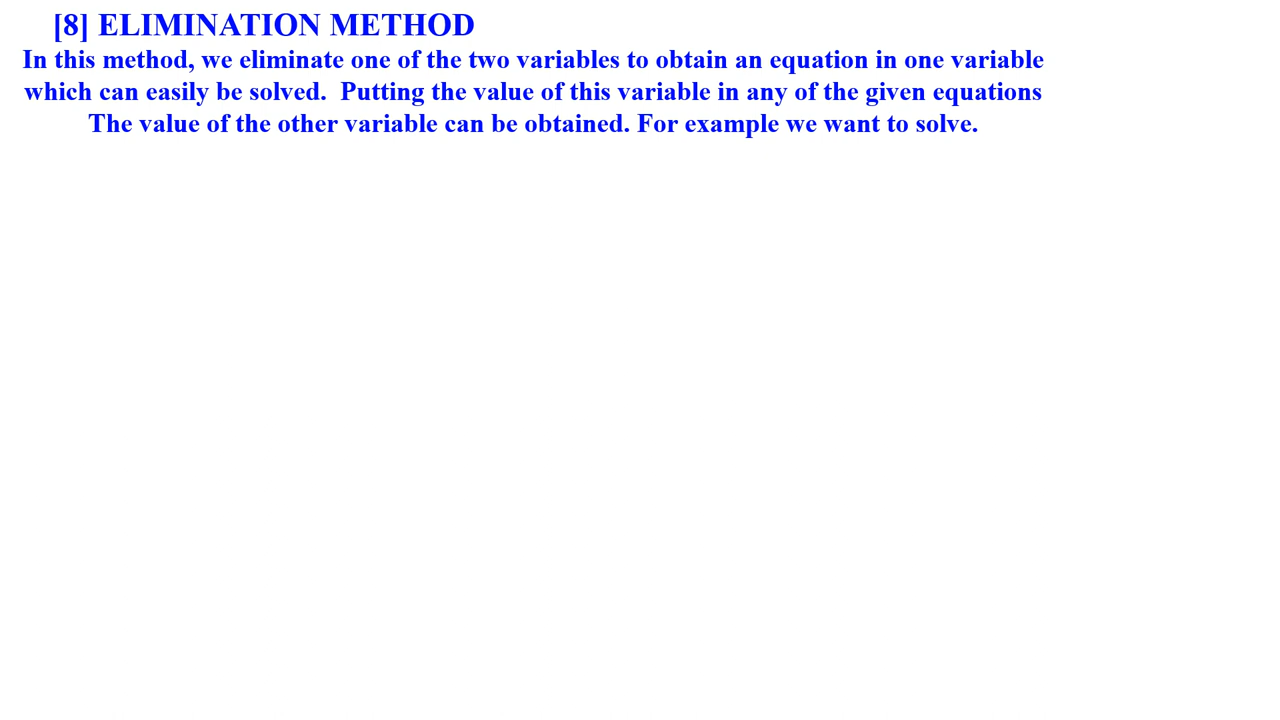 [8] ELIMINATION METHOD
In this method, we eliminate one of the two variables to obtain an equation in one variable
which can easily be solved.  Putting the value of this variable in any of the given equations
The value of the other variable can be obtained. For example we want to solve.